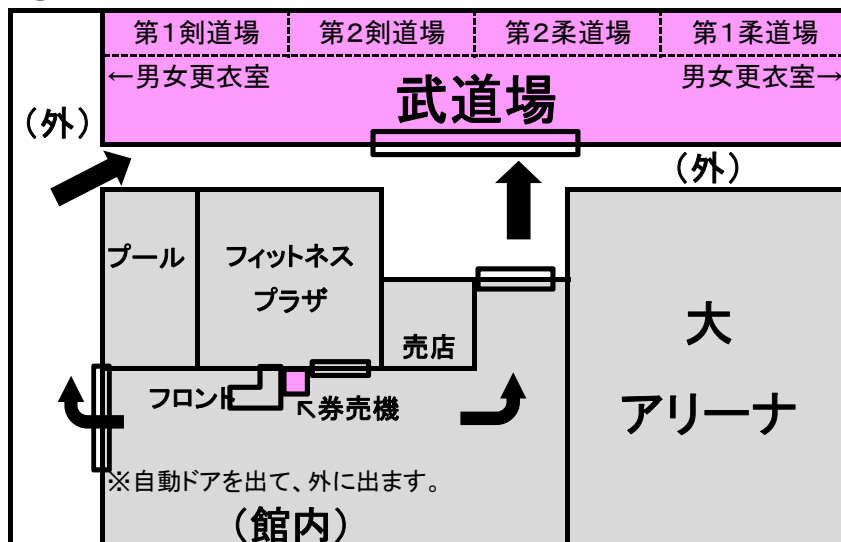 第1剣道場
第2剣道場
第2柔道場
第1柔道場
←男女更衣室
男女更衣室→
武道場
（外）
（外）
プール
フィットネス
プラザ
売店
大
アリーナ
フロント
↖券売機
※自動ドアを出て、外に出ます。
（館内）